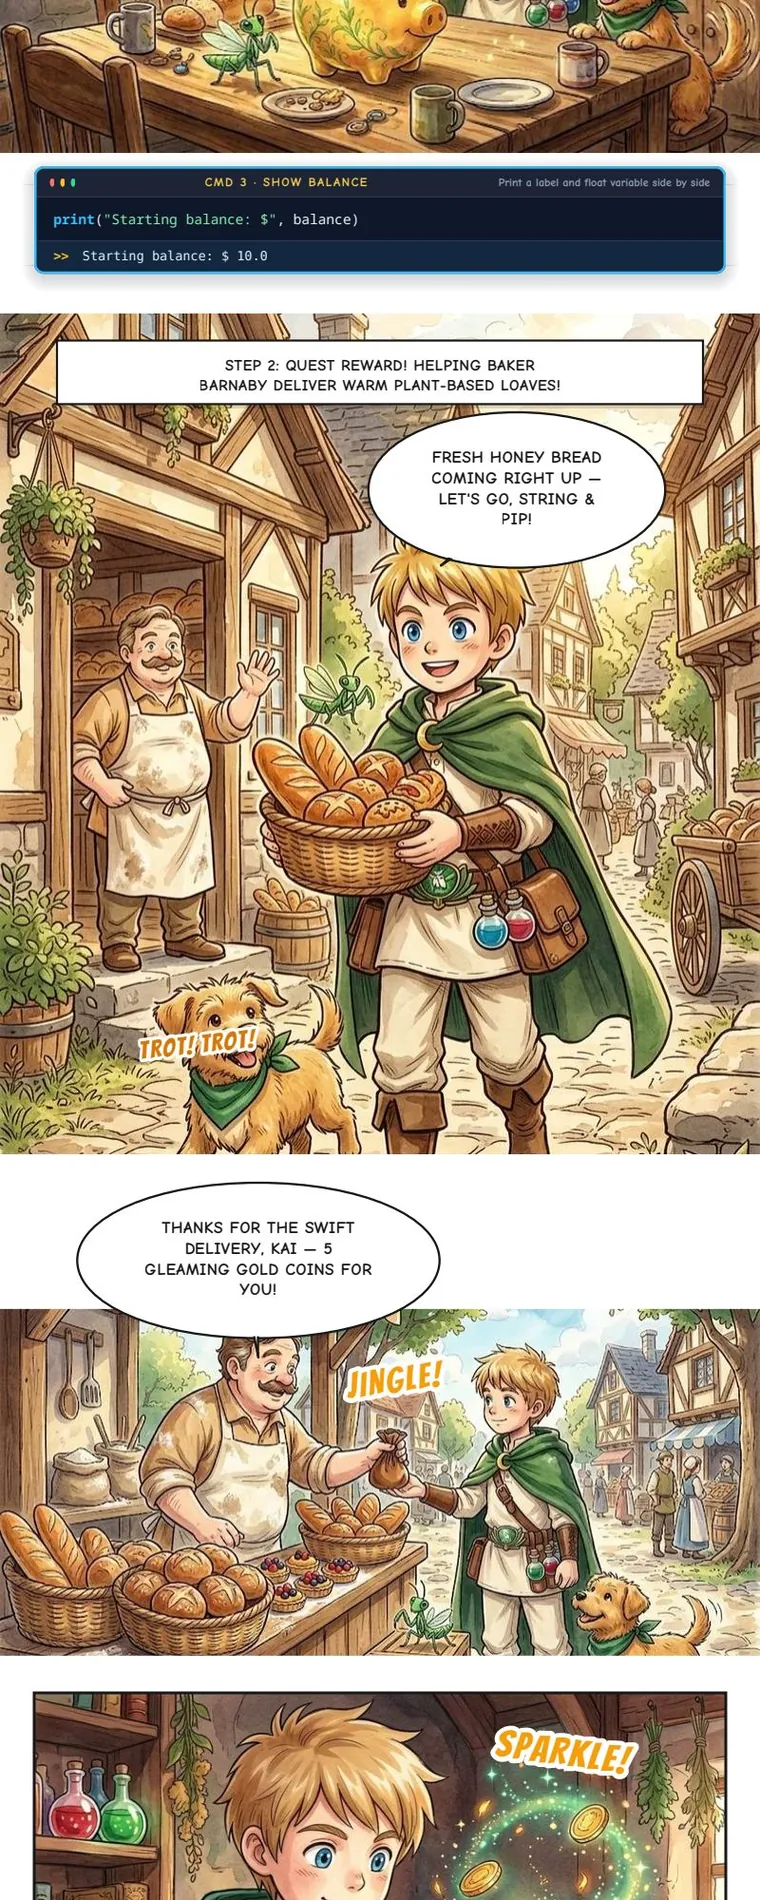 CMD 3 · SHOW BALANCE
Print a label and float variable side by side
print("Starting balance: $", balance)
>> Starting balance: $ 10.0
STEP 2: QUEST REWARD! HELPING BAKER
BARNABY DELIVER WARM PLANT-BASED LOAVES!
FRESH HONEY BREAD
COMING RIGHT UP —
LET'S GO, STRING &
PIP!
TROT! TROT!
THANKS FOR THE SWIFT
DELIVERY, KAI — 5
GLEAMING GOLD COINS FOR
YOU!
JINGLE!
SPARKLE!